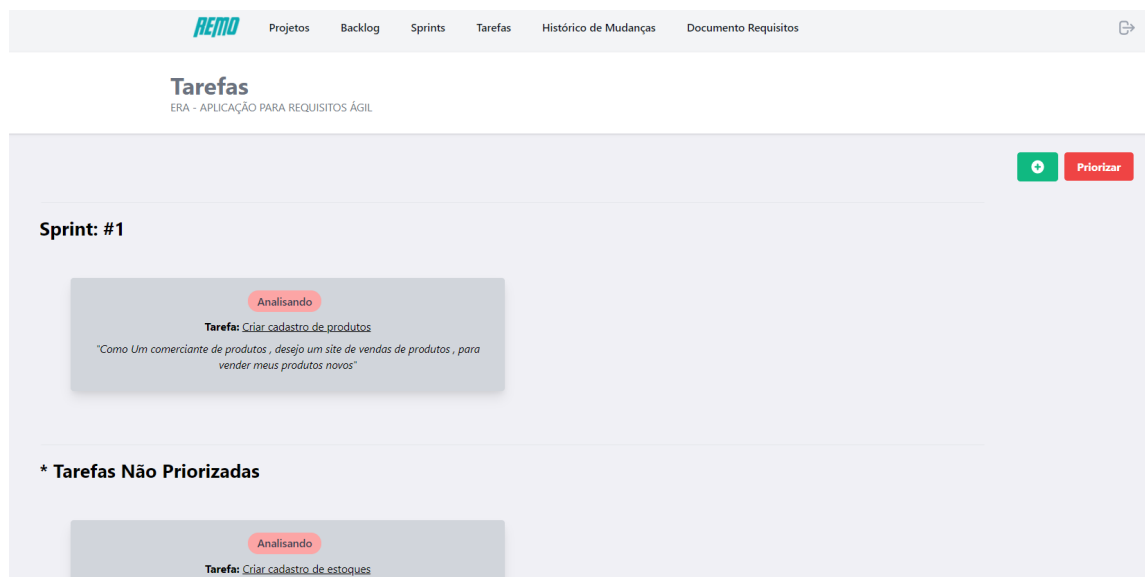 REMO Projetos Backlog Sprints Tarefas Histórico de Mudanças Documento Requisitos
Tarefas
ERA - APLICAÇÃO PARA REQUISITOS ÁGIL
Priorizar
Sprint: #1
Analisando
Tarefa: Criar cadastro de produtos
"Como Um comerciante de produtos , desejo um site de vendas de produtos , para
vender meus produtos novos"
* Tarefas Não Priorizadas
Analisando
Tarefa: Criar cadastro de estoques